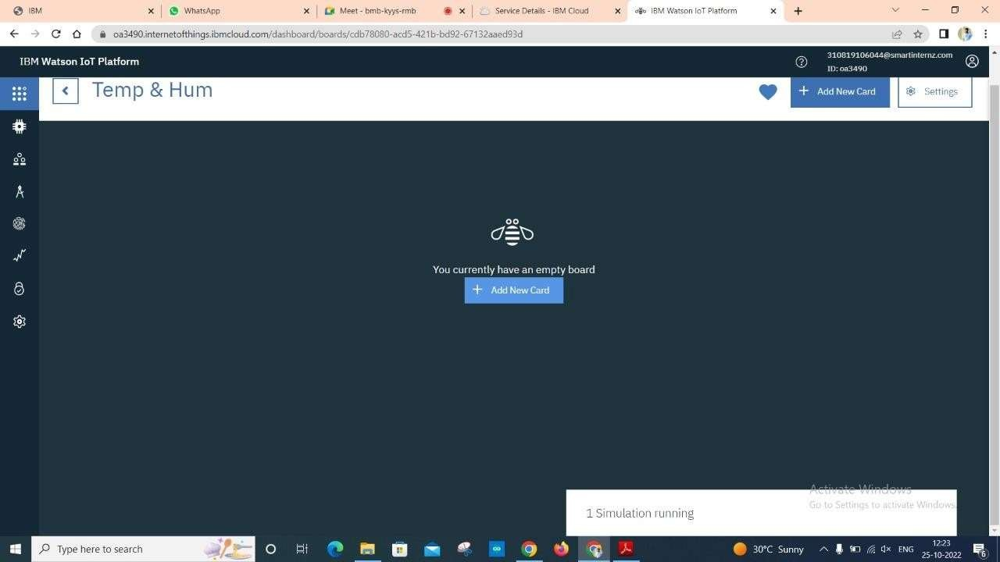 IBM
WhatsApp
Meet - bmb-kyys-rmb
Service Details - IBM Cloud
IBM Watson IoT Platform
oa3490.internetofthings.ibmcloud.com/dashboard/boards/cdb78080-acd5-421b-bd92-67132aaed93d
IBM Watson IoT Platform
310819106044@smartinternz.com
ID: oa3490
Temp & Hum
Add New Card
Settings
You currently have an empty board
Add New Card
Activate Windows
Go to Settings to activate Windows.
1 Simulation running
Type here to search
30°C Sunny
ENG
12:23
25-10-2022
6